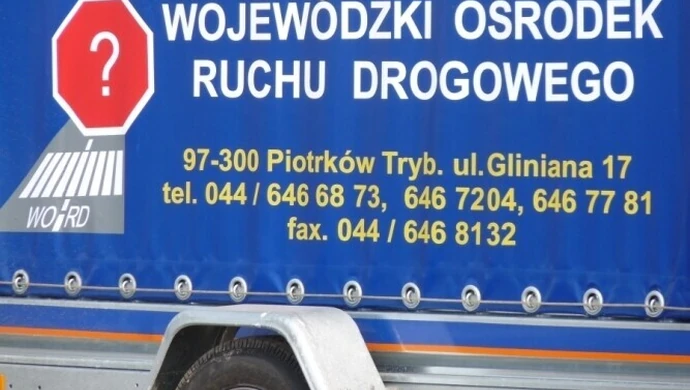 WOJEWÓDZKI OŚRODEK
RUCHU DROGOWEGO
?
WORD
97-300 Piotrków Tryb. ul.Gliniana 17
tel. 044 / 646 68 73, 646 7204, 646 77 81
fax. 044 / 646 8132